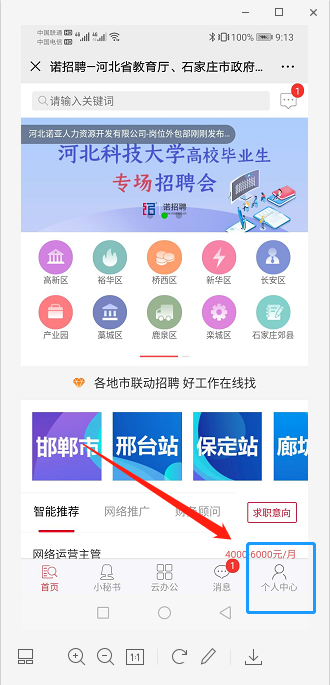 中国联通 HD 4G 46 100% 9:13
中国电信 HD
诺招聘—河北省教育厅、石家庄市政府...
请输入关键词
1
河北诺亚人力资源开发有限公司-岗位外包部刚刚发布...
河北科技大学高校毕业生
专场招聘会
诺招聘
高新区 裕华区 桥西区 新华区 长安区
产业园 藁城区 鹿泉区 栾城区 石家庄郊县
各地市联动招聘 好工作在线找
邯郸市 邢台站 保定站 廊坊
智能推荐 网络推广 财务顾问 求职意向
网络运营主管 4000-6000元/月
1
首页 小秘书 云办公 消息 个人中心
1:1